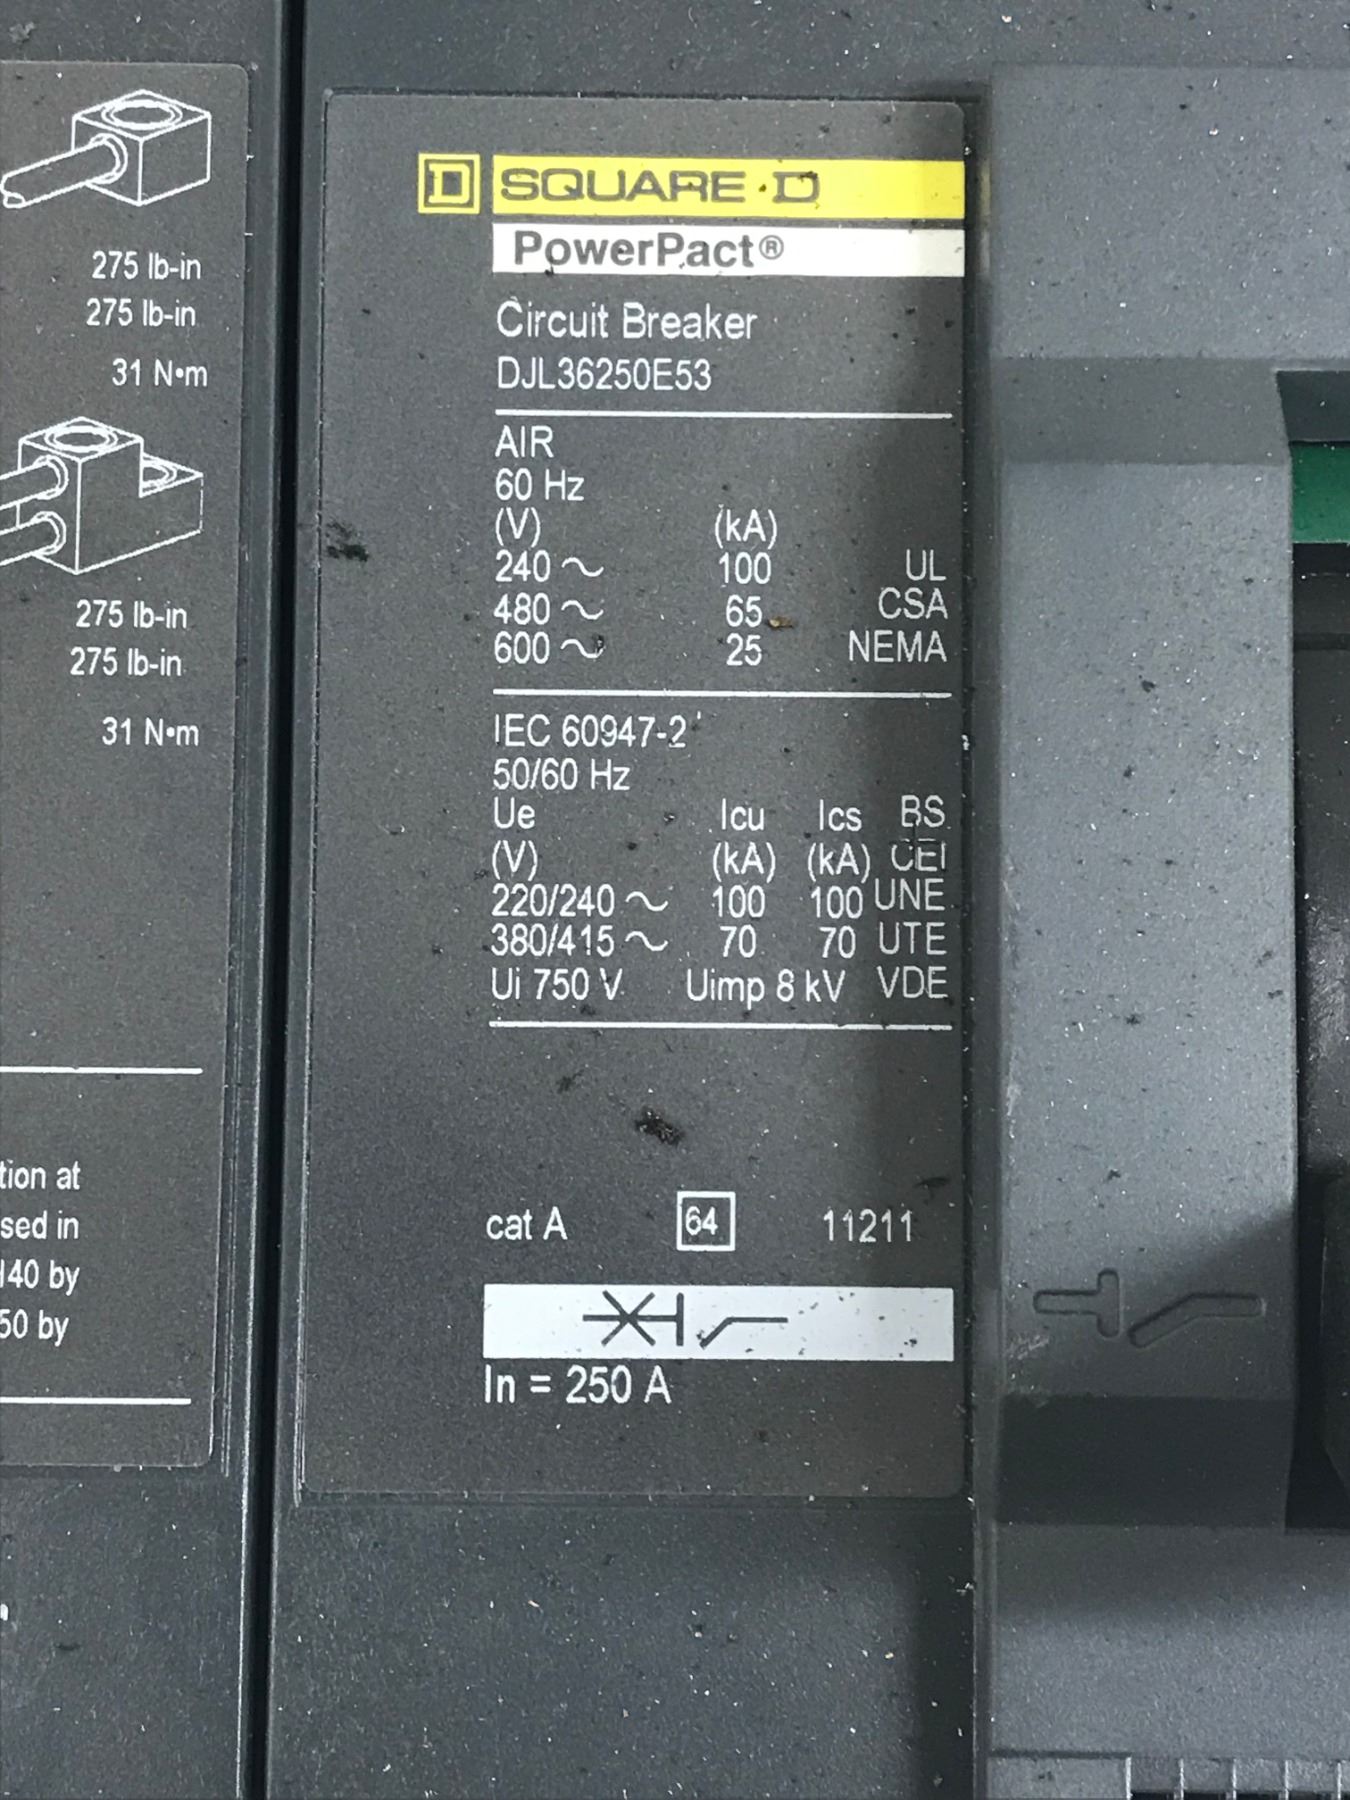 275 lb-in
275 lb-in
31 N•m
275 lb-in
275 lb-in
31 N•m
tion at
sed in
140 by
50 by
D SQUARE D
PowerPact®
Circuit Breaker
DJL36250E53
AIR
60 Hz
(V) (kA)
240 ~ 100 UL
480 ~ 65 CSA
600 ~ 25 NEMA
IEC 60947-2
50/60 Hz
Ue Icu Ics BS
(V) (kA) (kA) CEI
220/240 ~ 100 100 UNE
380/415 ~ 70 70 UTE
Ui 750 V Uimp 8 kV VDE
cat A 64 11211
In = 250 A